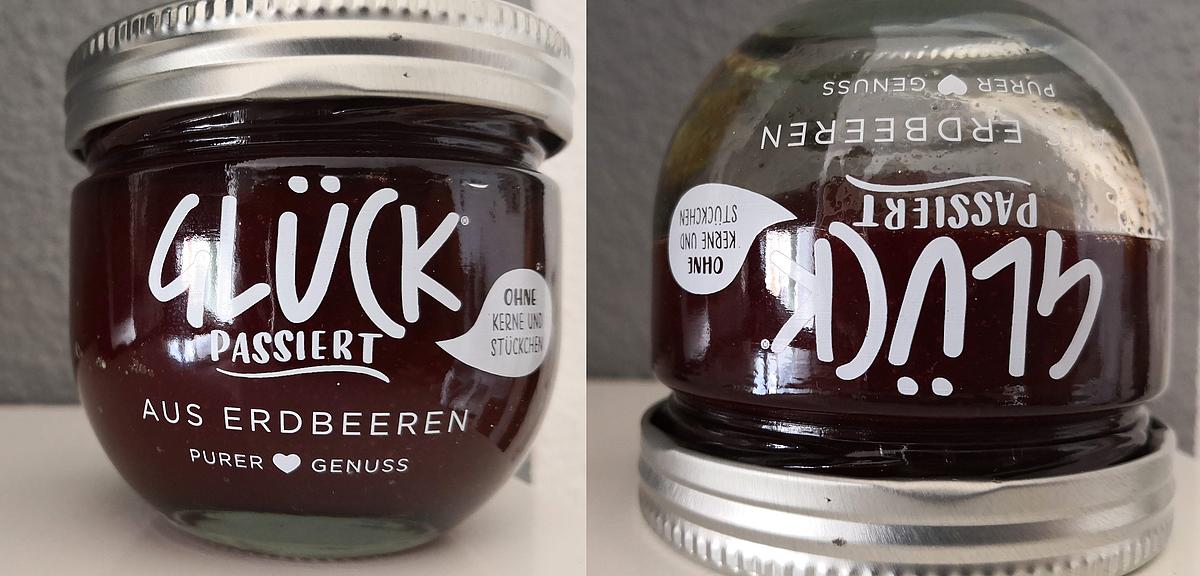 GLÜCK®
PASSIERT
OHNE
KERNE UND
STÜCKCHEN
AUS ERDBEEREN
PURER GENUSS
GLÜCK®
PASSIERT
OHNE
KERNE UND
STÜCKCHEN
AUS ERDBEEREN
PURER GENUSS